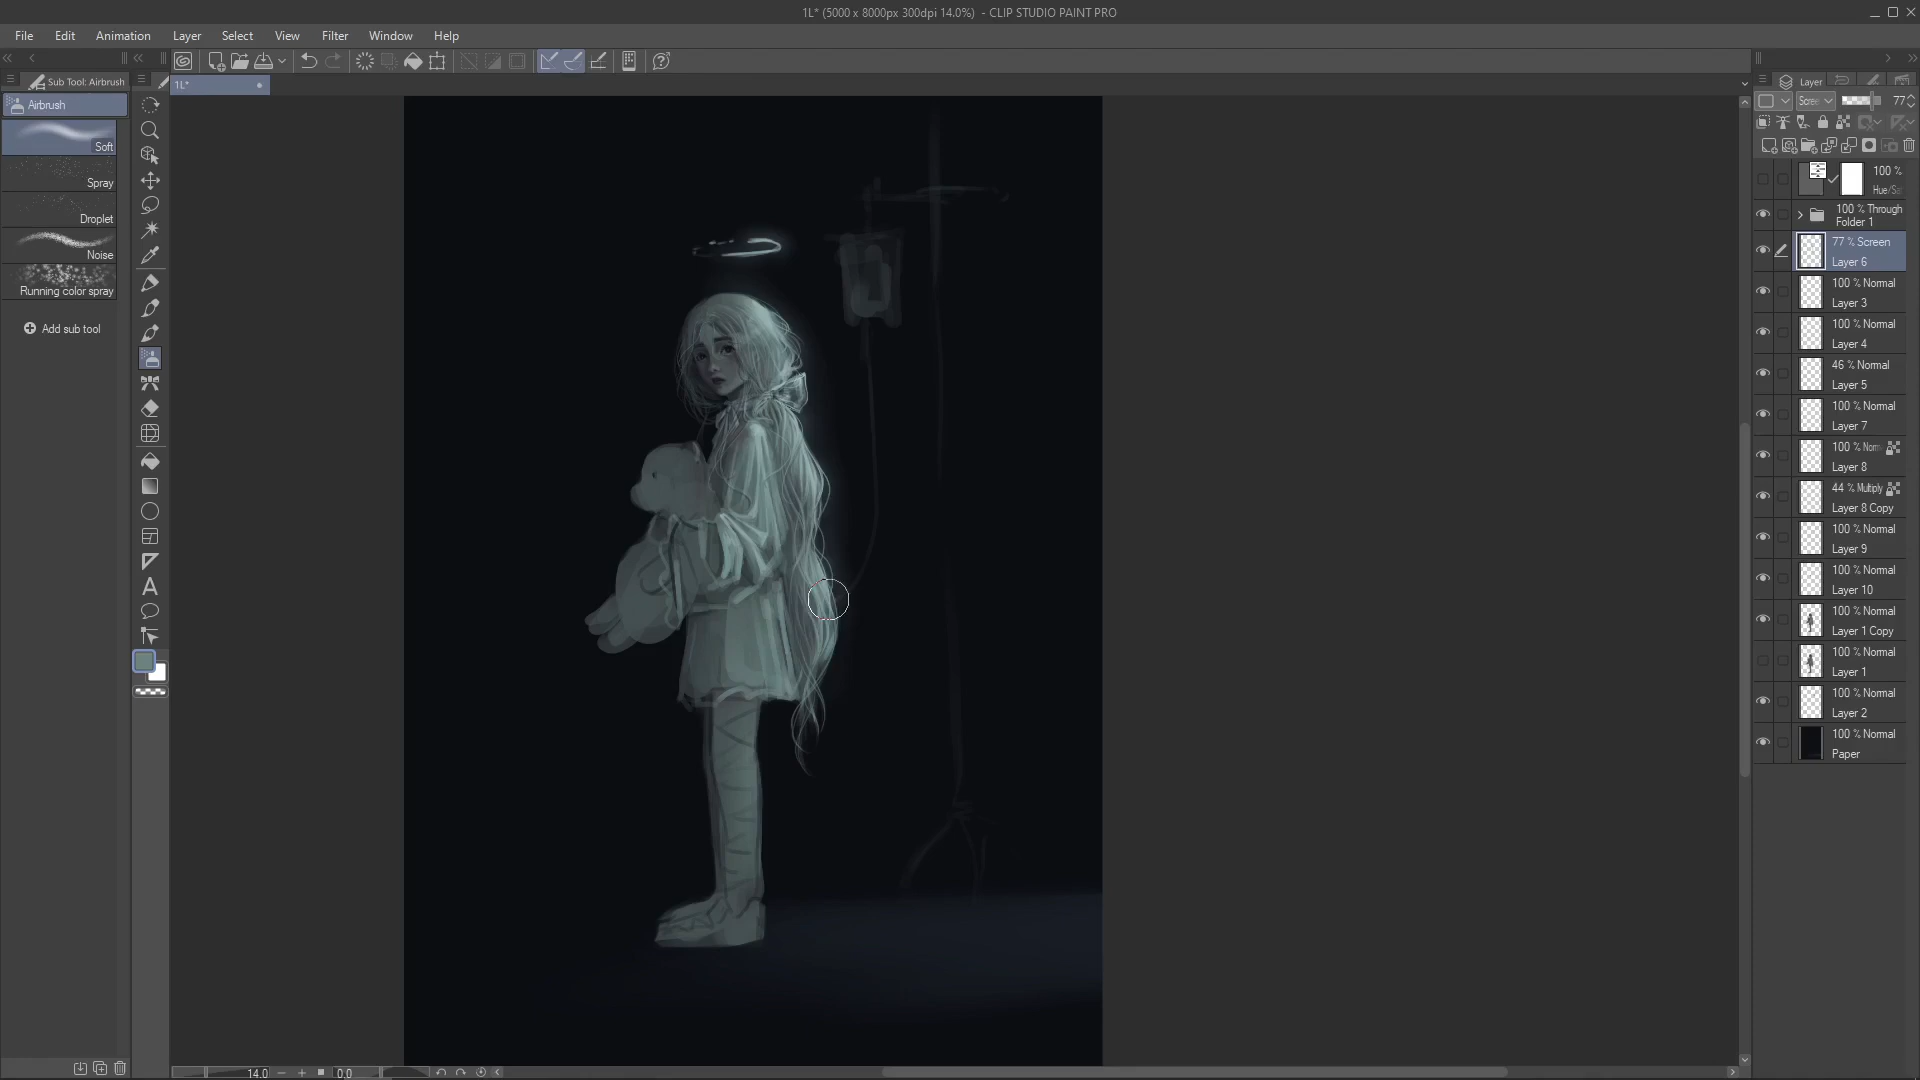 1L* (5000 x 8000px 300dpi 14.0%) - CLIP STUDIO PAINT PRO
File Edit Animation Layer Select View Filter Window Help
Sub Tool: Airbrush
1L*
Airbrush
Soft
Spray
Droplet
Noise
Running color spray
Add sub tool
A
14.0
0.0
Layer
Scree
77
100 %
Hue/Sa
100 % Through
Folder 1
77 % Screen
Layer 6
100 % Normal
Layer 3
100 % Normal
Layer 4
46 % Normal
Layer 5
100 % Normal
Layer 7
100 % Norm
Layer 8
44 % Multiply
Layer 8 Copy
100 % Normal
Layer 9
100 % Normal
Layer 10
100 % Normal
Layer 1 Copy
100 % Normal
Layer 1
100 % Normal
Layer 2
100 % Normal
Paper